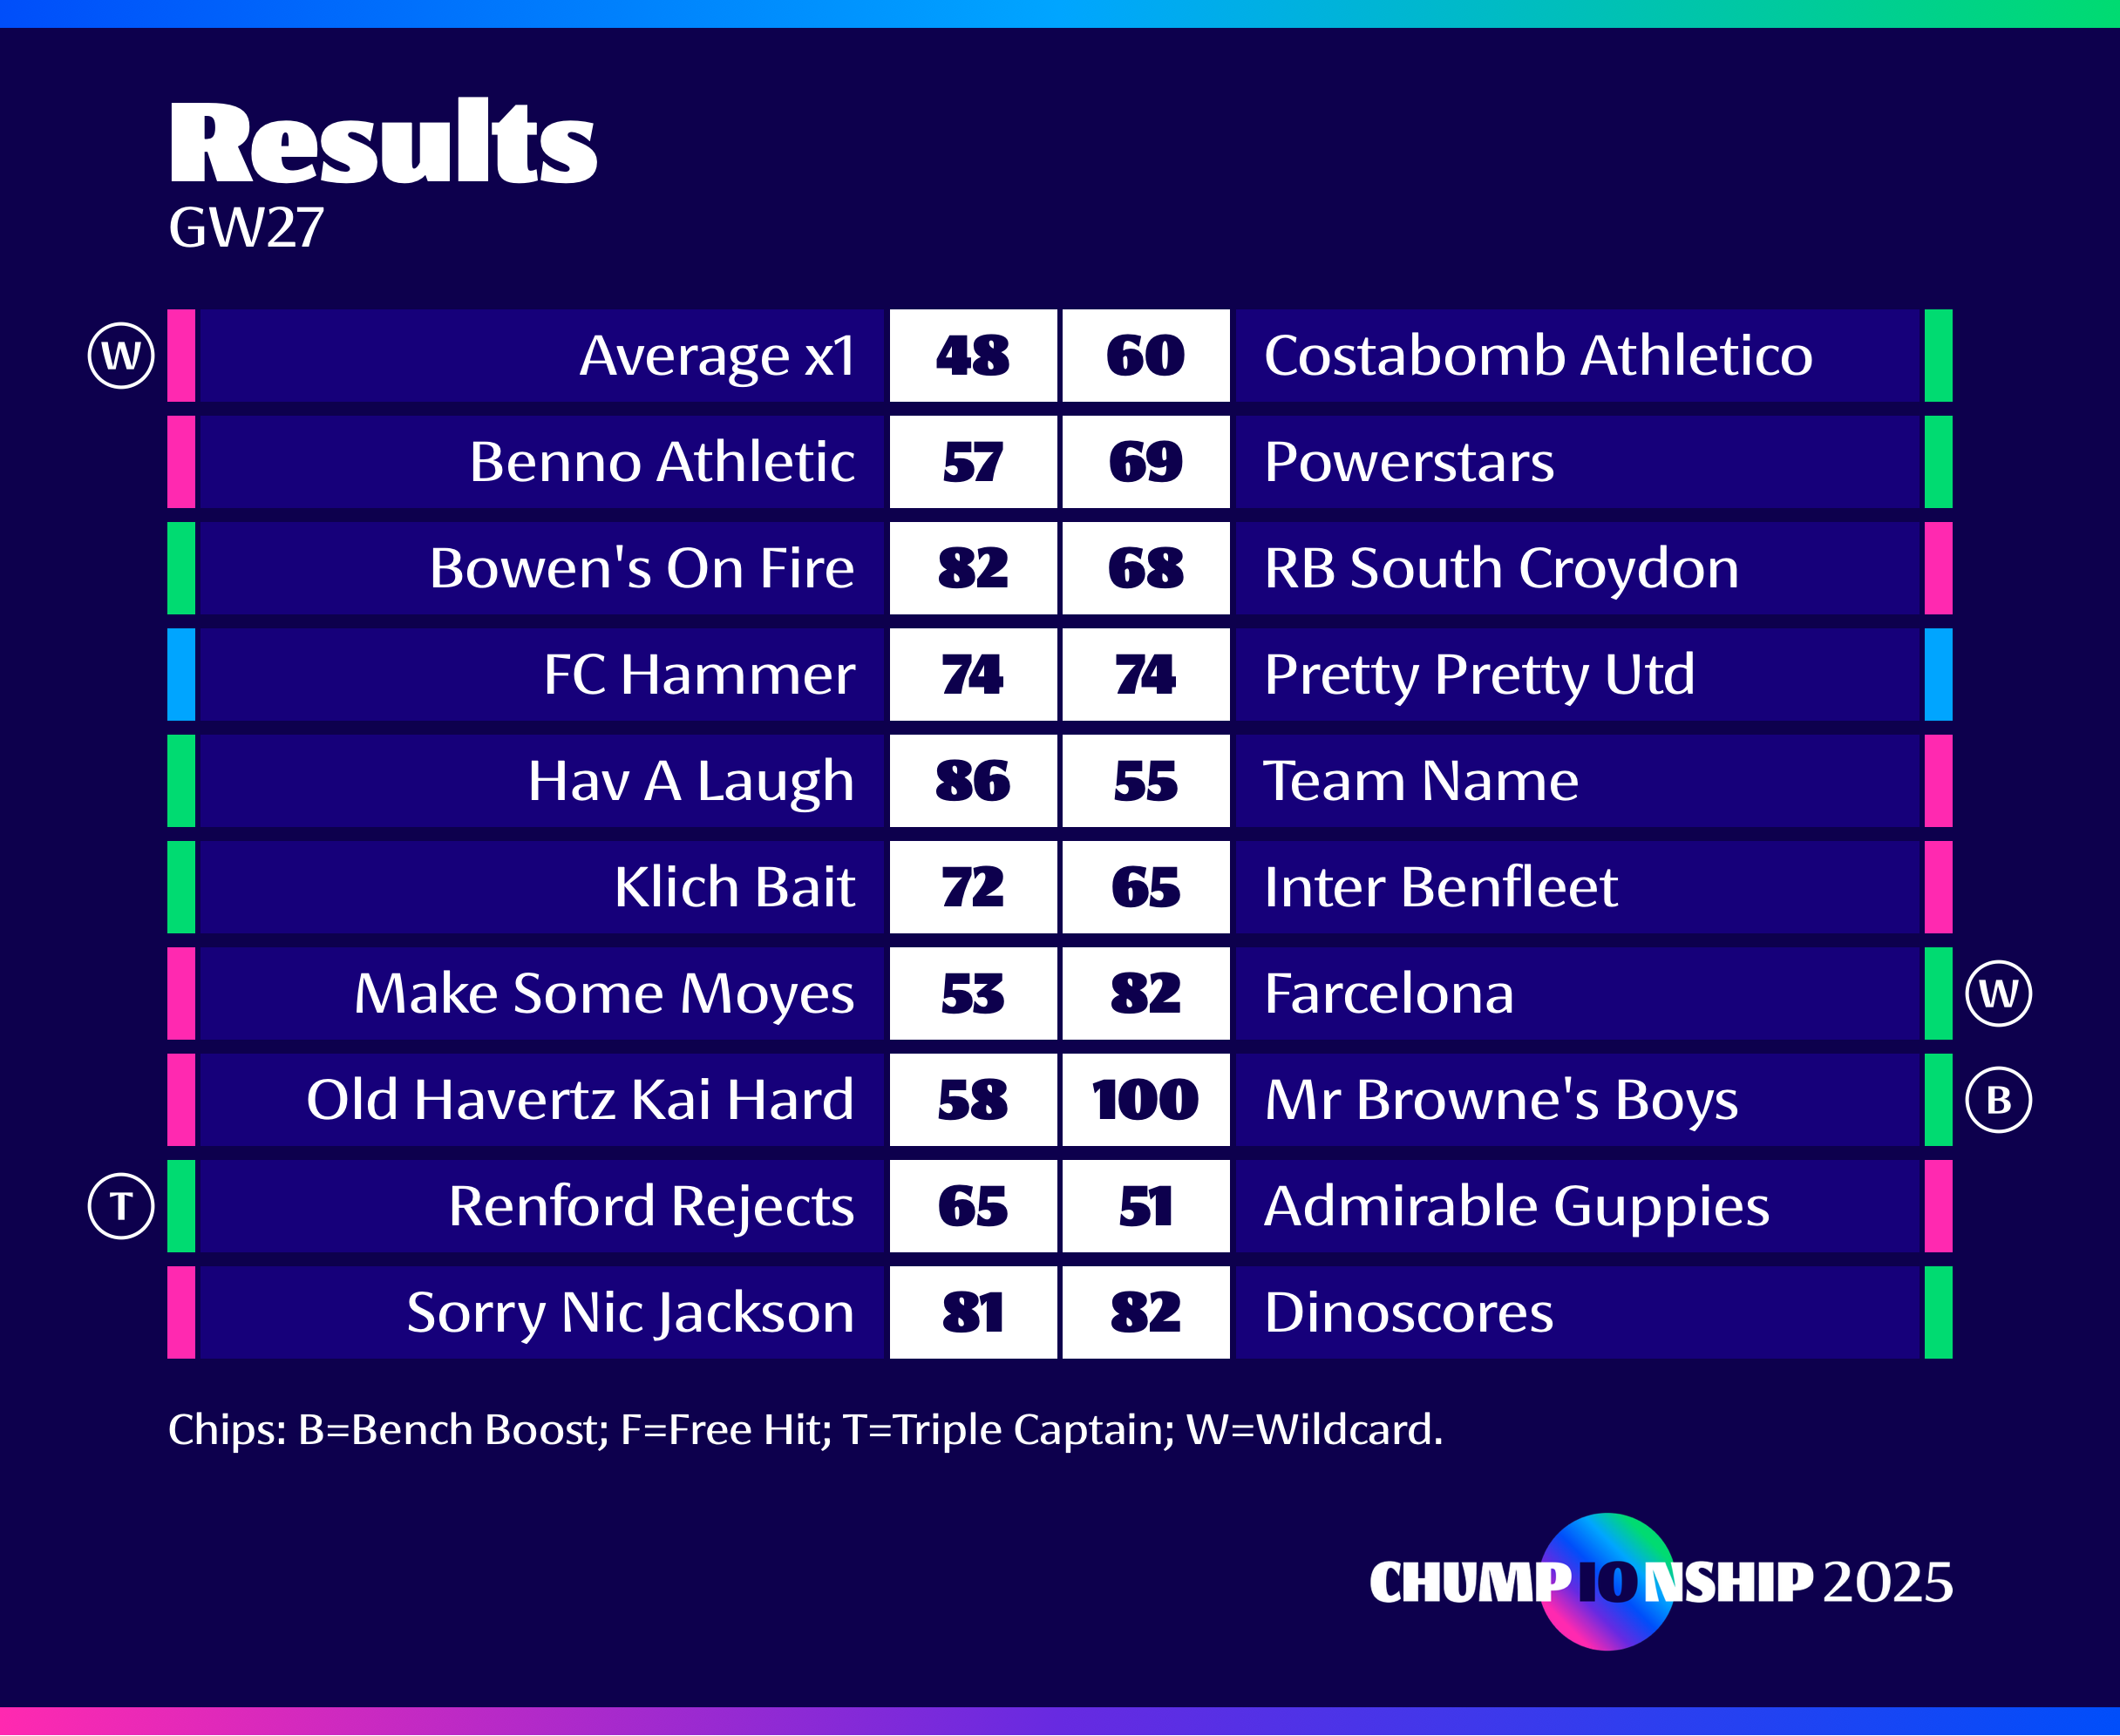 Results
GW27
W Average x1 48 60 Costabomb Athletico
Benno Athletic 57 69 Powerstars
Bowen's On Fire 82 68 RB South Croydon
FC Hammer 74 74 Pretty Pretty Utd
Hav A Laugh 86 55 Team Name
Klich Bait 72 65 Inter Benfleet
Make Some Moyes 53 82 Farcelona W
Old Havertz Kai Hard 58 100 Mr Browne's Boys B
T Renford Rejects 65 51 Admirable Guppies
Sorry Nic Jackson 81 82 Dinoscores
Chips: B=Bench Boost; F=Free Hit; T=Triple Captain; W=Wildcard.
CHUMPIONSHIP 2025